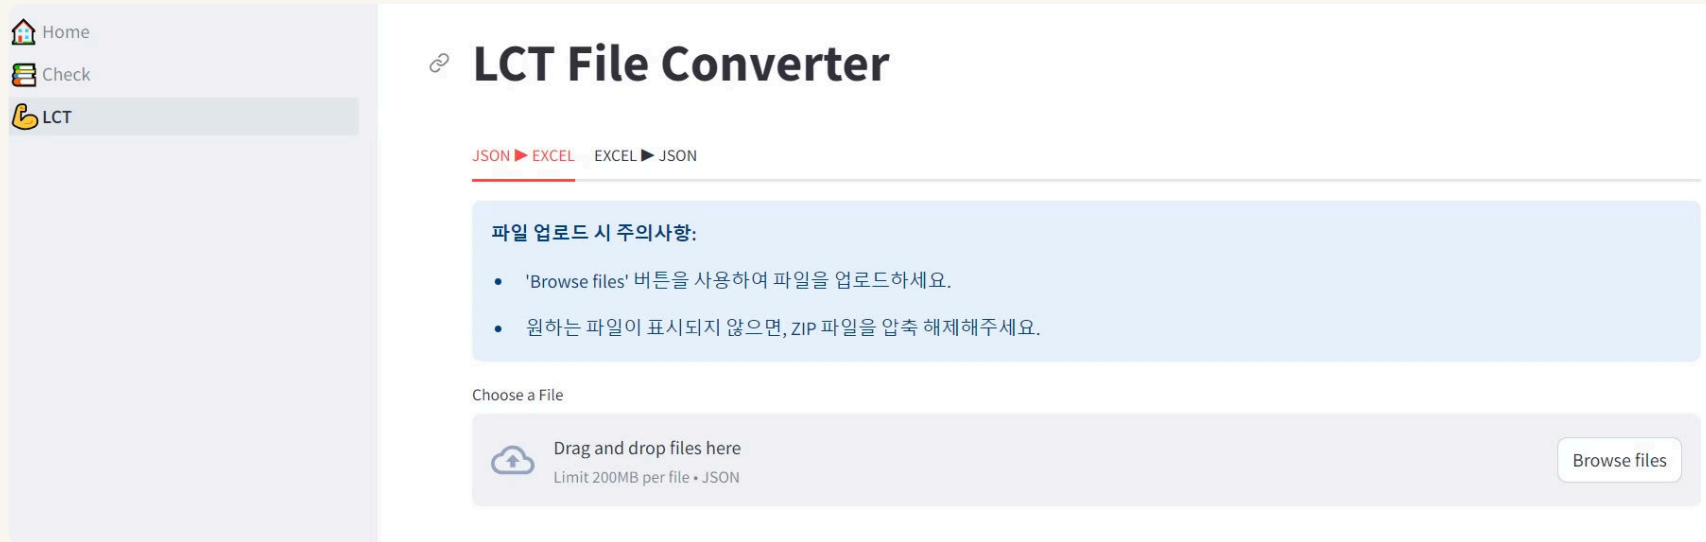 Home
Check
LCT
LCT File Converter
JSON ▶ EXCEL
EXCEL ▶ JSON
파일 업로드 시 주의사항:
• 'Browse files' 버튼을 사용하여 파일을 업로드하세요.
• 원하는 파일이 표시되지 않으면, ZIP 파일을 압축 해제해주세요.
Choose a File
Drag and drop files here
Limit 200MB per file • JSON
Browse files